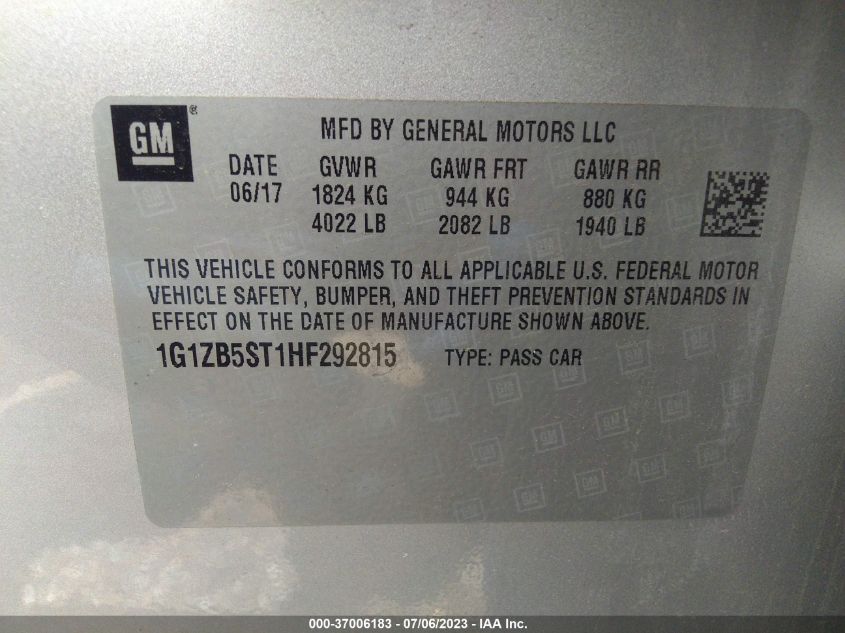 GM ®
MFD BY GENERAL MOTORS LLC
DATE GVWR GAWR FRT GAWR RR
06/17 1824 KG 944 KG 880 KG
4022 LB 2082 LB 1940 LB
THIS VEHICLE CONFORMS TO ALL APPLICABLE U.S. FEDERAL MOTOR
VEHICLE SAFETY, BUMPER, AND THEFT PREVENTION STANDARDS IN
EFFECT ON THE DATE OF MANUFACTURE SHOWN ABOVE.
1G1ZB5ST1HF292815 TYPE: PASS CAR
000-37006183 - 07/06/2023 - IAA Inc.